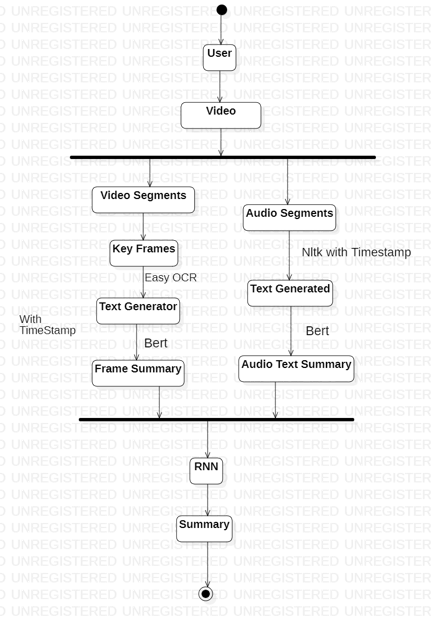 User
Video
Video Segments
Audio Segments
Key Frames
Nltk with Timestamp
Easy OCR
Text Generated
Text Generator
With
TimeStamp
Bert
Bert
Frame Summary
Audio Text Summary
RNN
Summary
UNREGISTERED